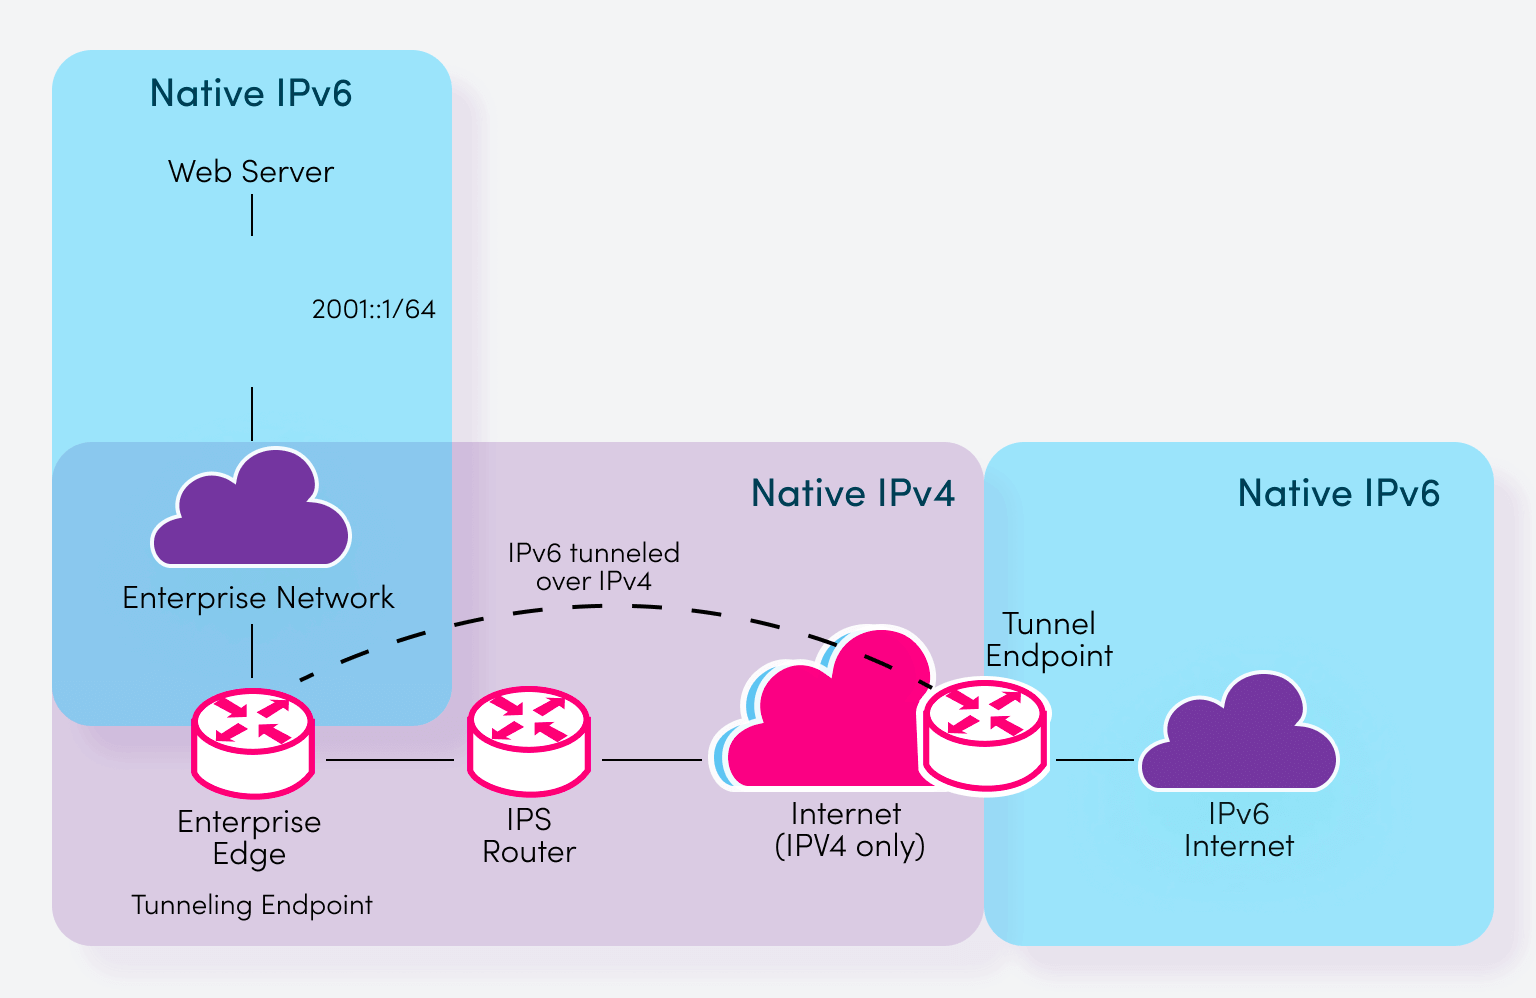 Native IPv6
Web Server
2001::1/64
Native IPv4
Native IPv6
IPv6 tunneled
over IPv4
Enterprise Network
Tunnel
Endpoint
Enterprise
Edge
IPS
Router
Internet
(IPV4 only)
IPv6
Internet
Tunneling Endpoint